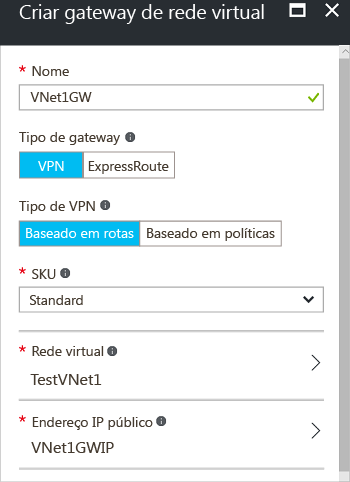 Criar gateway de rede virtual
* Nome
VNet1GW
Tipo de gateway
VPN ExpressRoute
Tipo de VPN
Baseado em rotas Baseado em políticas
* SKU
Standard
* Rede virtual
TestVNet1
* Endereço IP público
VNet1GWIP